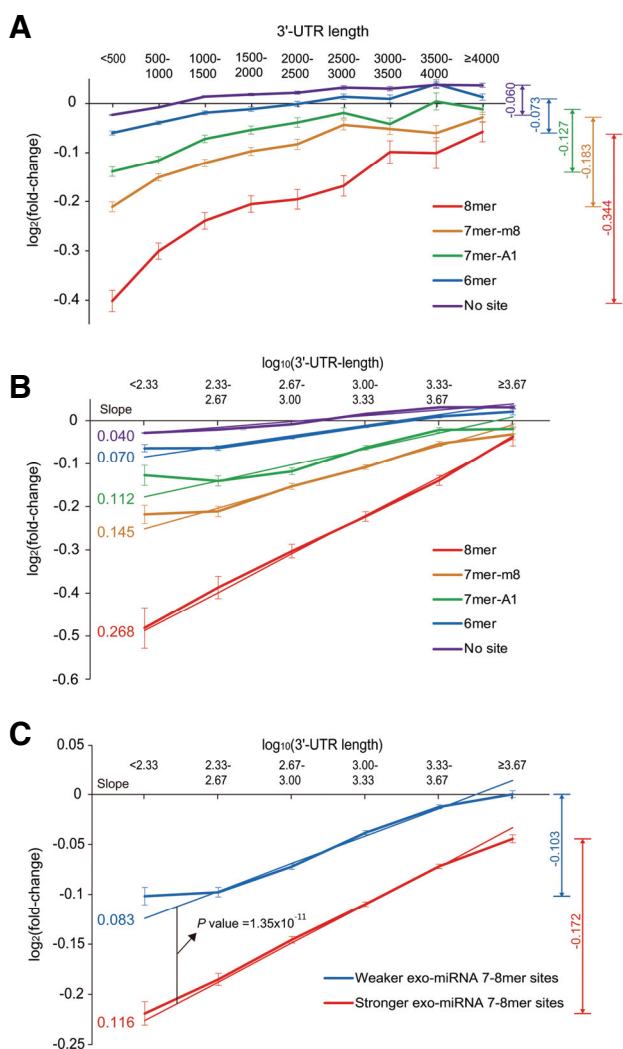 A
3'-UTR length
<500 500- 1000- 1500- 2000- 2500- 3000- 3500- ≥4000
1000 1500 2000 2500 3000 3500 4000
0
-0.1
-0.2
-0.3
-0.4
log2(fold-change)
8mer
7mer-m8
7mer-A1
6mer
No site
-0.060
-0.073
-0.127
-0.183
-0.344
B
log10(3'-UTR-length)
<2.33 2.33- 2.67- 3.00- 3.33- ≥3.67
2.67 3.00 3.33 3.67
Slope
0
-0.1
-0.2
-0.3
-0.4
-0.5
-0.6
log2(fold-change)
0.040
0.070
0.112
0.145
0.268
8mer
7mer-m8
7mer-A1
6mer
No site
C
log10(3'-UTR length)
<2.33 2.33- 2.67- 3.00- 3.33- ≥3.67
2.67 3.00 3.33 3.67
Slope
0.05
0
-0.05
-0.1
-0.15
-0.2
-0.25
log2(fold-change)
0.083
0.116
P value =1.35x10⁻¹¹
Weaker exo-miRNA 7-8mer sites
Stronger exo-miRNA 7-8mer sites
-0.103
-0.172